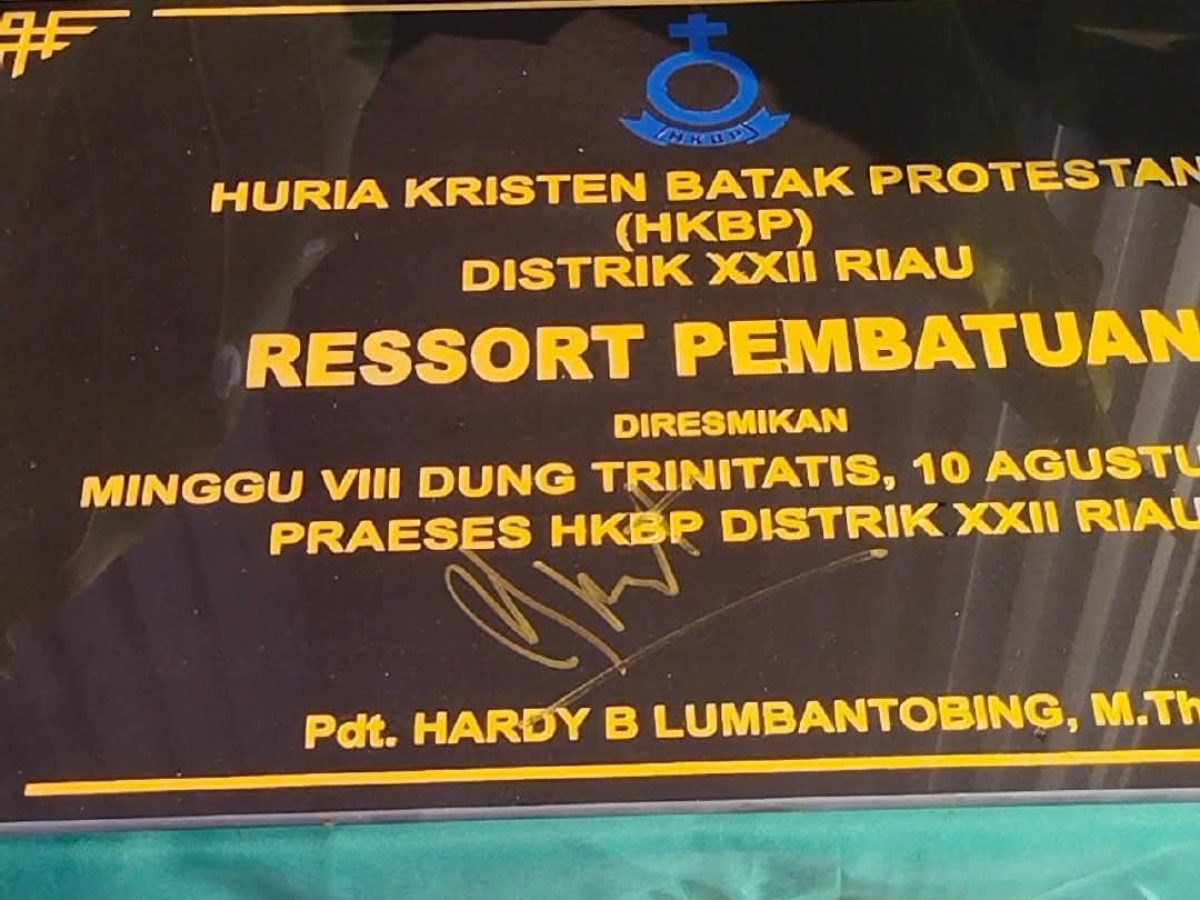 HKBP
HURIA KRISTEN BATAK PROTESTAN
(HKBP)
DISTRIK XXII RIAU
RESSORT PEMBATUAN
DIRESMIKAN
MINGGU VIII DUNG TRINITATIS, 10 AGUSTU
PRAESES HKBP DISTRIK XXII RIAU
Pdt. HARDY B LUMBANTOBING, M.Th